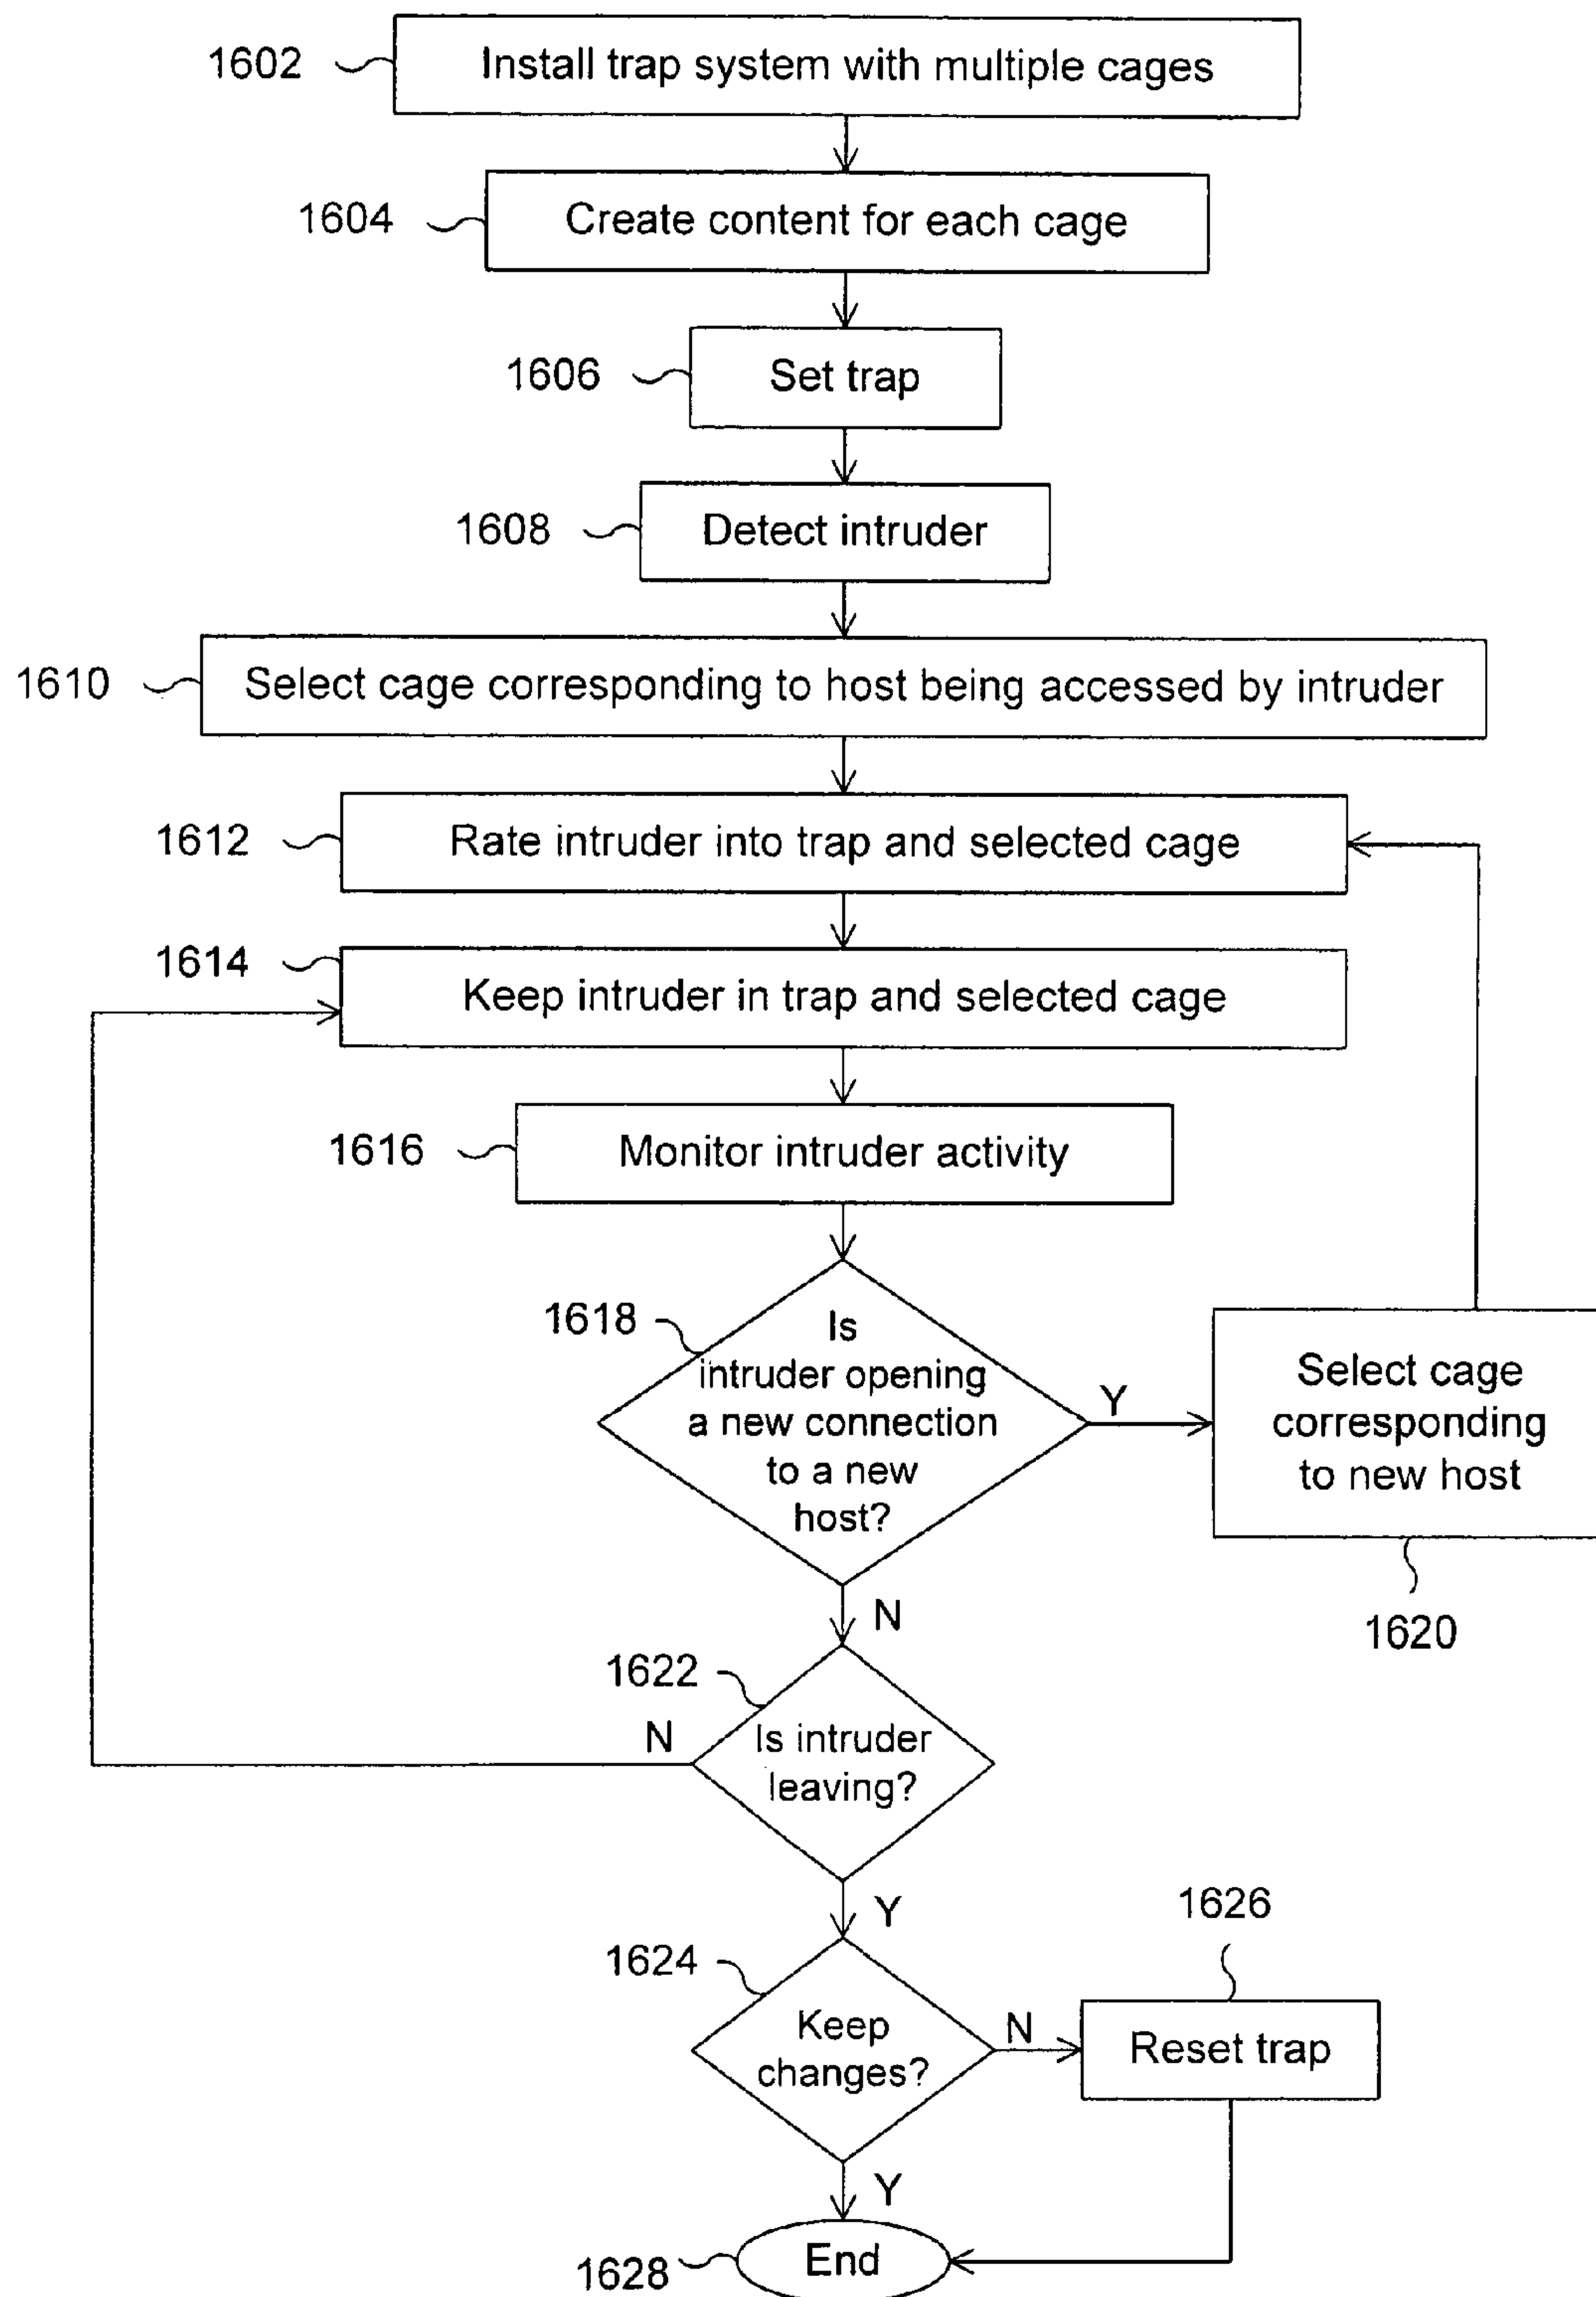 1602
Install trap system with multiple cages
1604
Create content for each cage
1606
Set trap
1608
Detect intruder
1610
Select cage corresponding to host being accessed by intruder
1612
Rate intruder into trap and selected cage
1614
Keep intruder in trap and selected cage
1616
Monitor intruder activity
1618
Is
intruder opening
a new connection
to a new
host?
Y
Select cage
corresponding
to new host
1620
N
1622
Is intruder
leaving?
N
Y
1624
Keep
changes?
N
1626
Reset trap
Y
1628
End